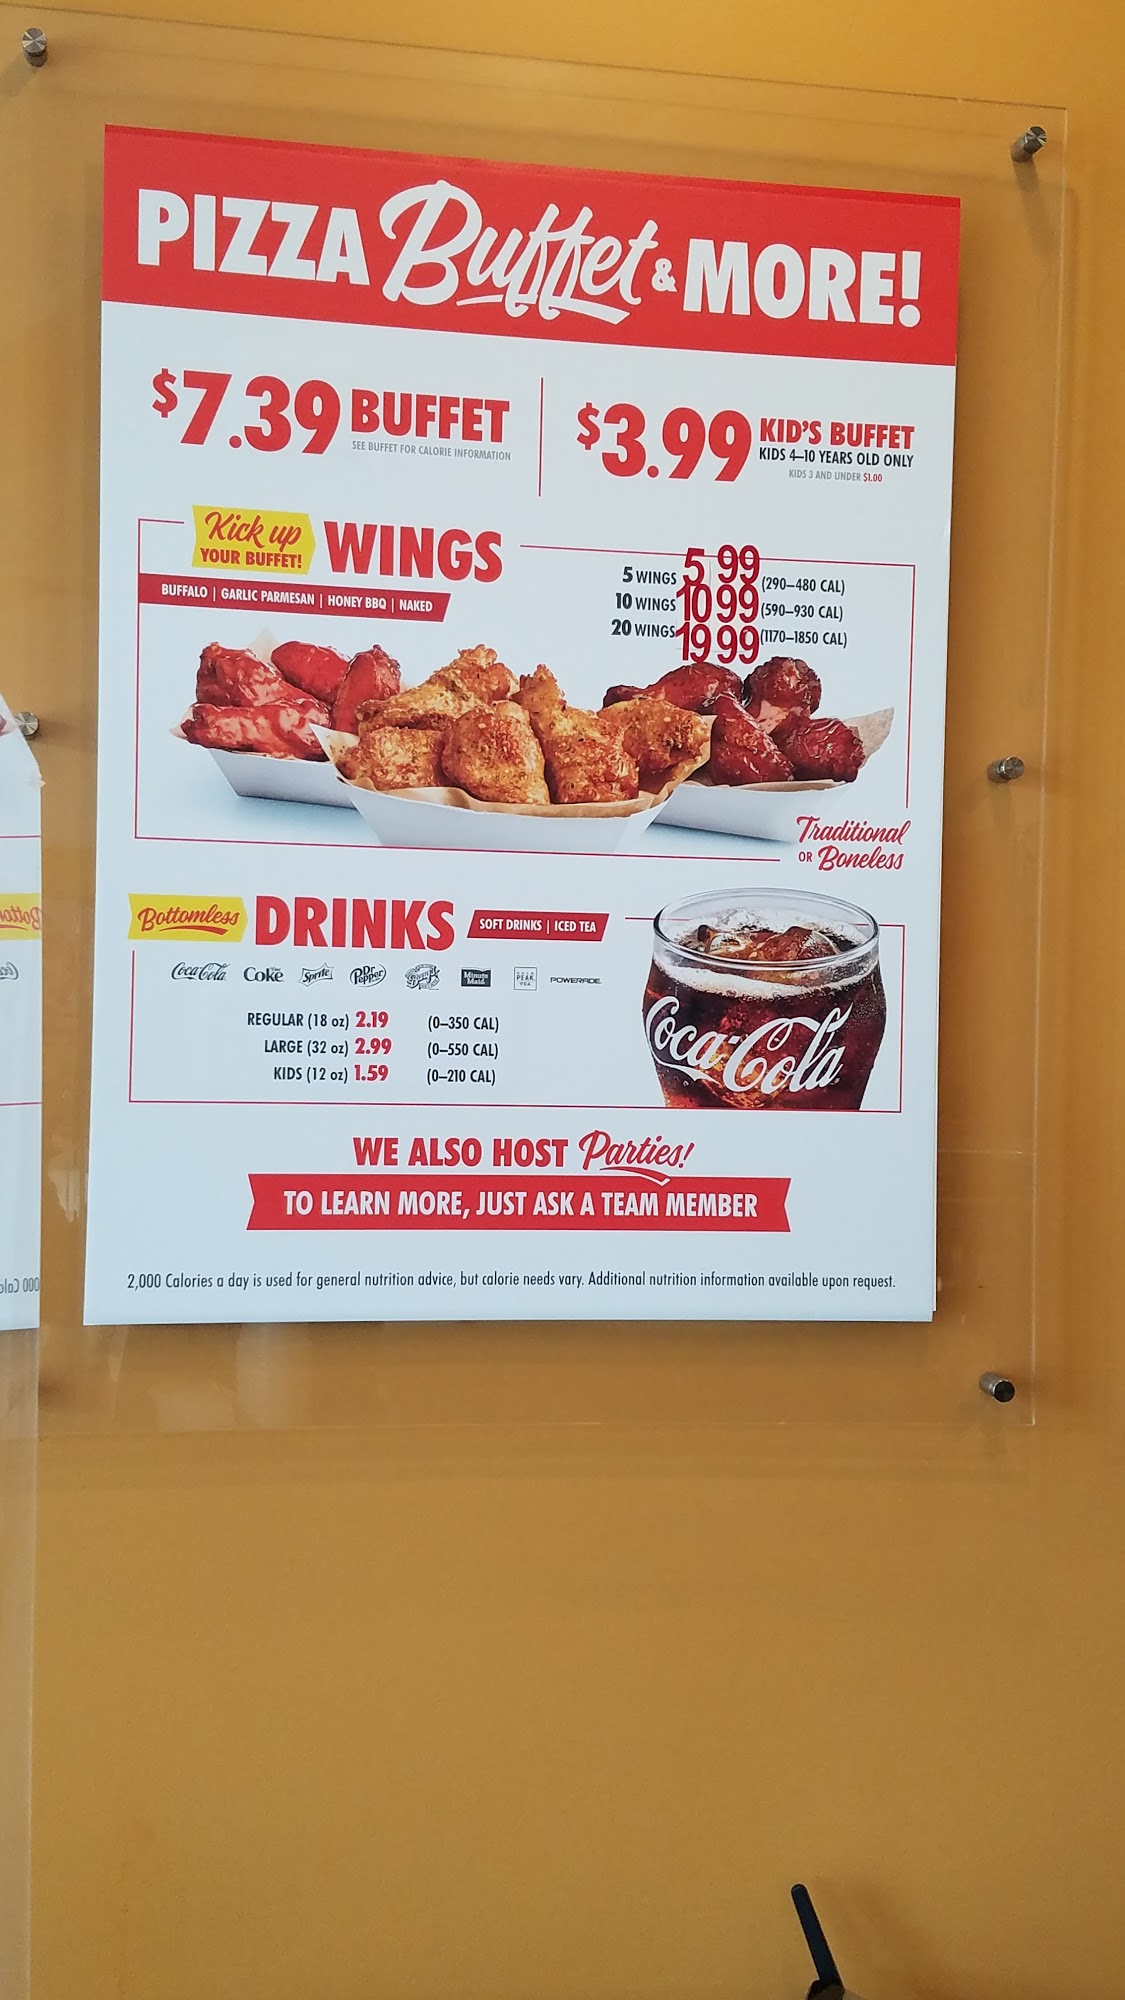 PIZZA Buffet & MORE!
$7.39 BUFFET
SEE BUFFET FOR CALORIE INFORMATION
$3.99 KID'S BUFFET
KIDS 4–10 YEARS OLD ONLY
KIDS 3 AND UNDER $1.00
Kick up
YOUR BUFFET!
WINGS
BUFFALO | GARLIC PARMESAN | HONEY BBQ | NAKED
5 WINGS 5 99 (290–480 CAL)
10 WINGS 10 99 (590–930 CAL)
20 WINGS 19 99 (1170–1850 CAL)
Traditional
OR Boneless
Bottomless DRINKS SOFT DRINKS | ICED TEA
Coca-Cola Coke Sprite Dr Pepper Minute Maid GOLD PEAK TEA POWERADE
REGULAR (18 oz) 2.19 (0–350 CAL)
LARGE (32 oz) 2.99 (0–550 CAL)
KIDS (12 oz) 1.59 (0–210 CAL)
Coca-Cola
WE ALSO HOST Parties!
TO LEARN MORE, JUST ASK A TEAM MEMBER
2,000 Calories a day is used for general nutrition advice, but calorie needs vary. Additional nutrition information available upon request.